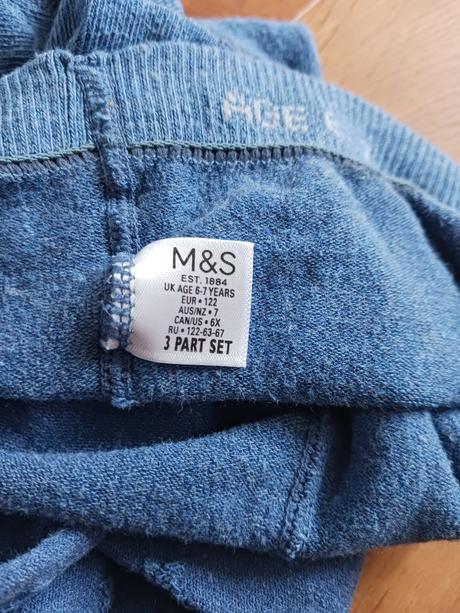 AGE
M&S
EST. 1884
UK AGE 6-7 YEARS
EUR • 122
AUS/NZ • 7
CAN/US • 6X
RU • 122-63-67
3 PART SET